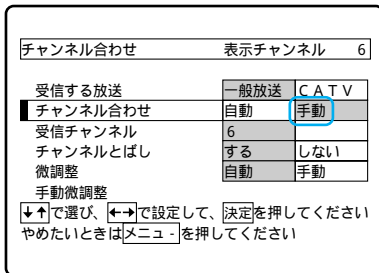 チャンネル合わせ 表示チャンネル 6
受信する放送 一般放送 CATV
チャンネル合わせ 自動 手動
受信チャンネル 6
チャンネルとばし する しない
微調整 自動 手動
手動微調整
↓↑で選び、←→で設定して、決定を押してください
やめたいときはメニュ-を押してください